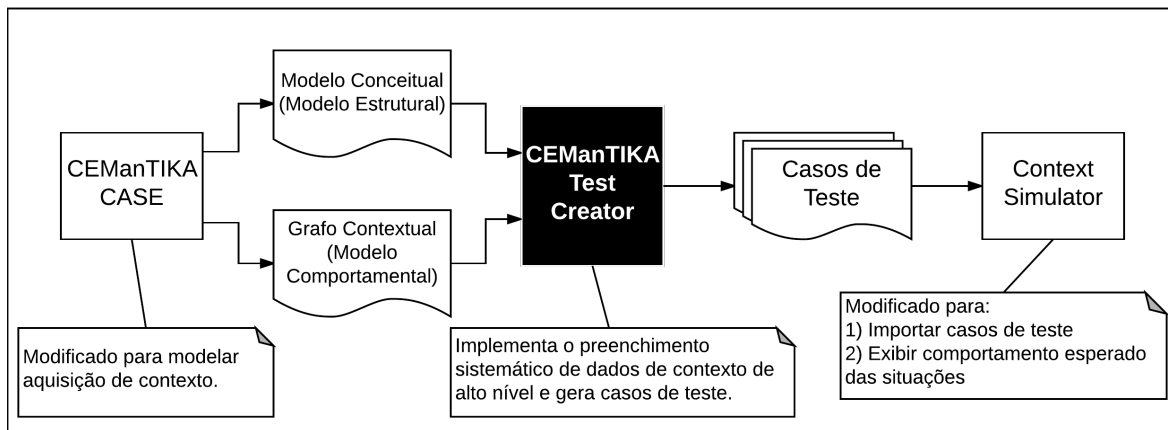 CEManTIKA
CASE
Modelo Conceitual
(Modelo Estrutural)
Grafo Contextual
(Modelo
Comportamental)
CEManTIKA
Test
Creator
Casos de
Teste
Context
Simulator
Modificado para modelar
aquisição de contexto.
Implementa o preenchimento
sistemático de dados de contexto de
alto nível e gera casos de teste.
Modificado para:
1) Importar casos de teste
2) Exibir comportamento esperado
das situações